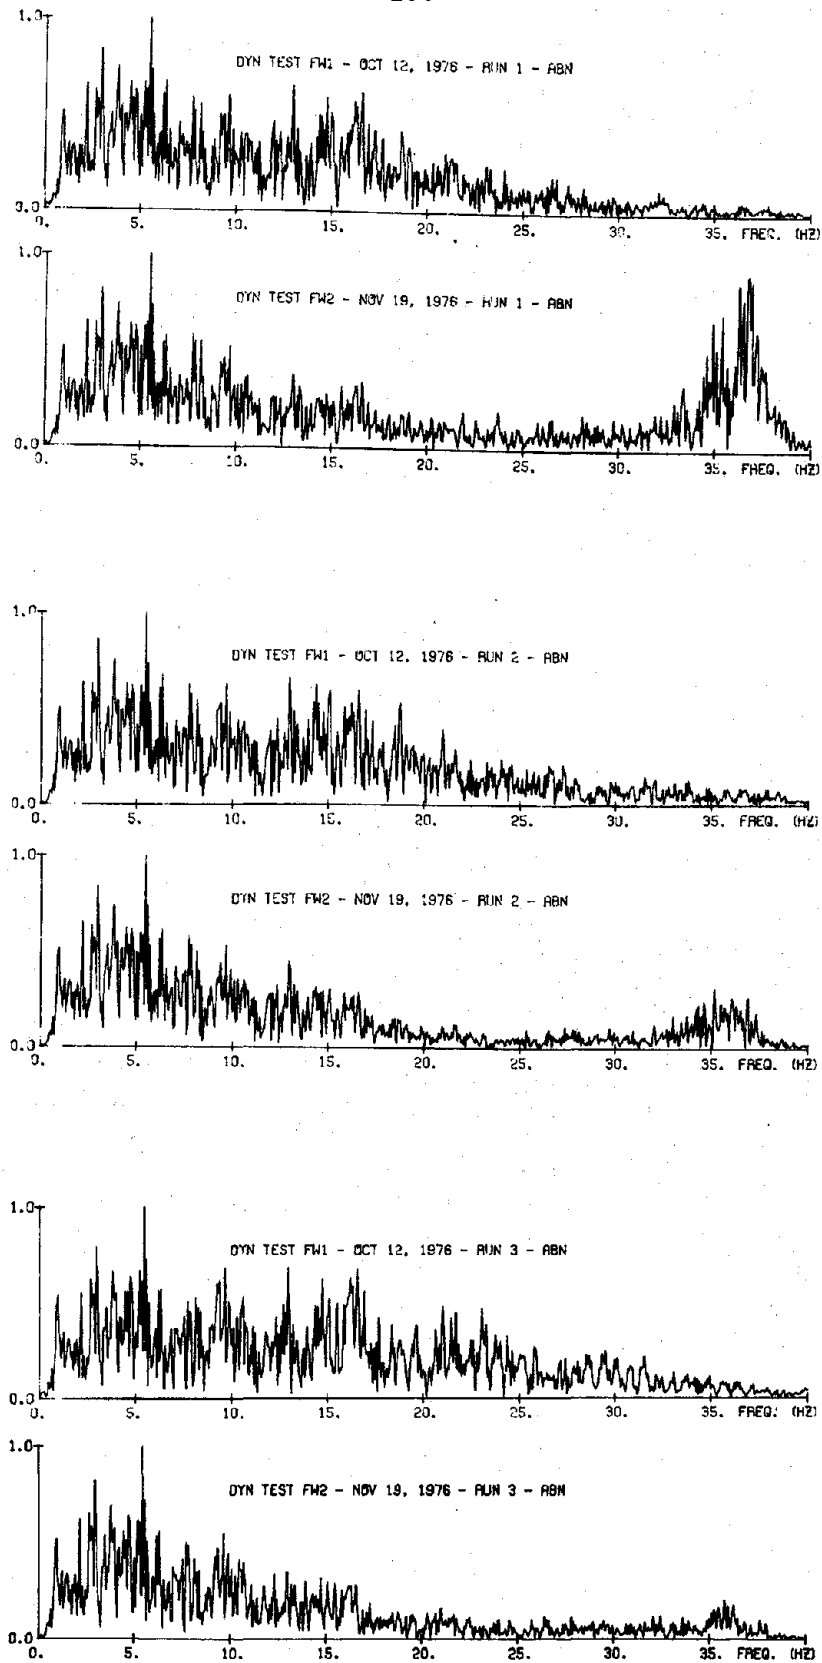 1.0
DYN TEST FW1 - OCT 12, 1976 - RUN 1 - ABN
0.0
0. 5. 10. 15. 20. 25. 30. 35. FREQ. (HZ)
1.0
DYN TEST FW2 - NOV 19, 1976 - RUN 1 - ABN
0.0
0. 5. 10. 15. 20. 25. 30. 35. FREQ. (HZ)
1.0
DYN TEST FW1 - OCT 12, 1976 - RUN 2 - ABN
0.0
0. 5. 10. 15. 20. 25. 30. 35. FREQ. (HZ)
1.0
DYN TEST FW2 - NOV 19, 1976 - RUN 2 - ABN
0.0
0. 5. 10. 15. 20. 25. 30. 35. FREQ. (HZ)
1.0
DYN TEST FW1 - OCT 12, 1976 - RUN 3 - ABN
0.0
0. 5. 10. 15. 20. 25. 30. 35. FREQ. (HZ)
1.0
DYN TEST FW2 - NOV 19, 1976 - RUN 3 - ABN
0.0
0. 5. 10. 15. 20. 25. 30. 35. FREQ. (HZ)